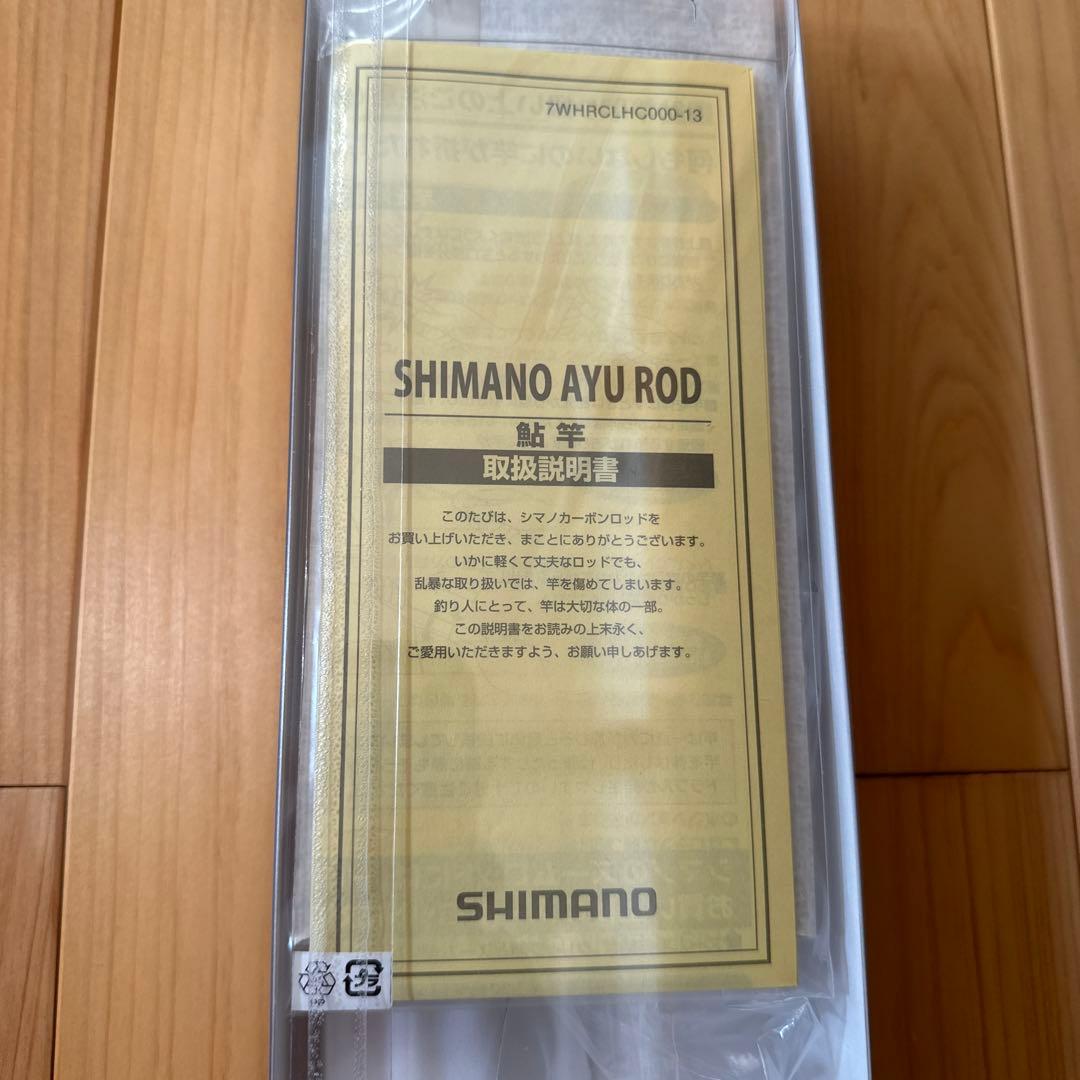 7WHRCLHC000-13
SHIMANO AYU ROD
鮎竿
取扱説明書
このたびは、シマノカーボンロッドを
お買い上げいただき、まことにありがとうございます。
いかに軽くて丈夫なロッドでも、
乱暴な取り扱いでは、竿を傷めてしまいます。
釣り人にとって、竿は大切な体の一部。
この説明書をお読みの上末永く、
ご愛用いただきますよう、お願い申しあげます。
SHIMANO
プラ